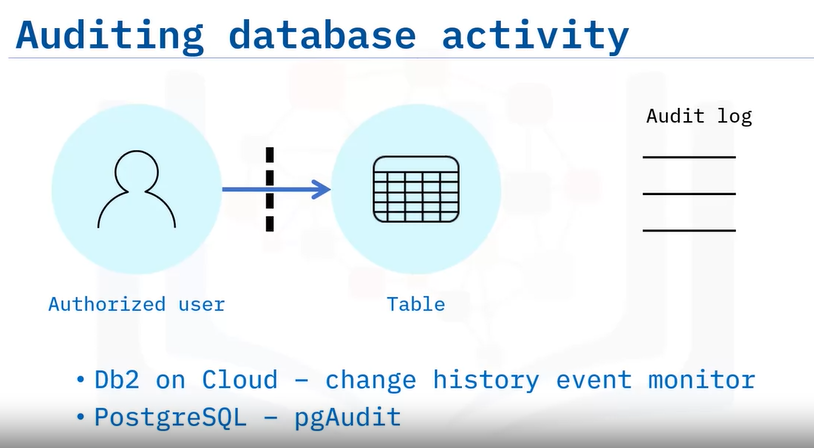 Auditing database activity
Audit log
Authorized user
Table
• Db2 on Cloud – change history event monitor
• PostgreSQL – pgAudit